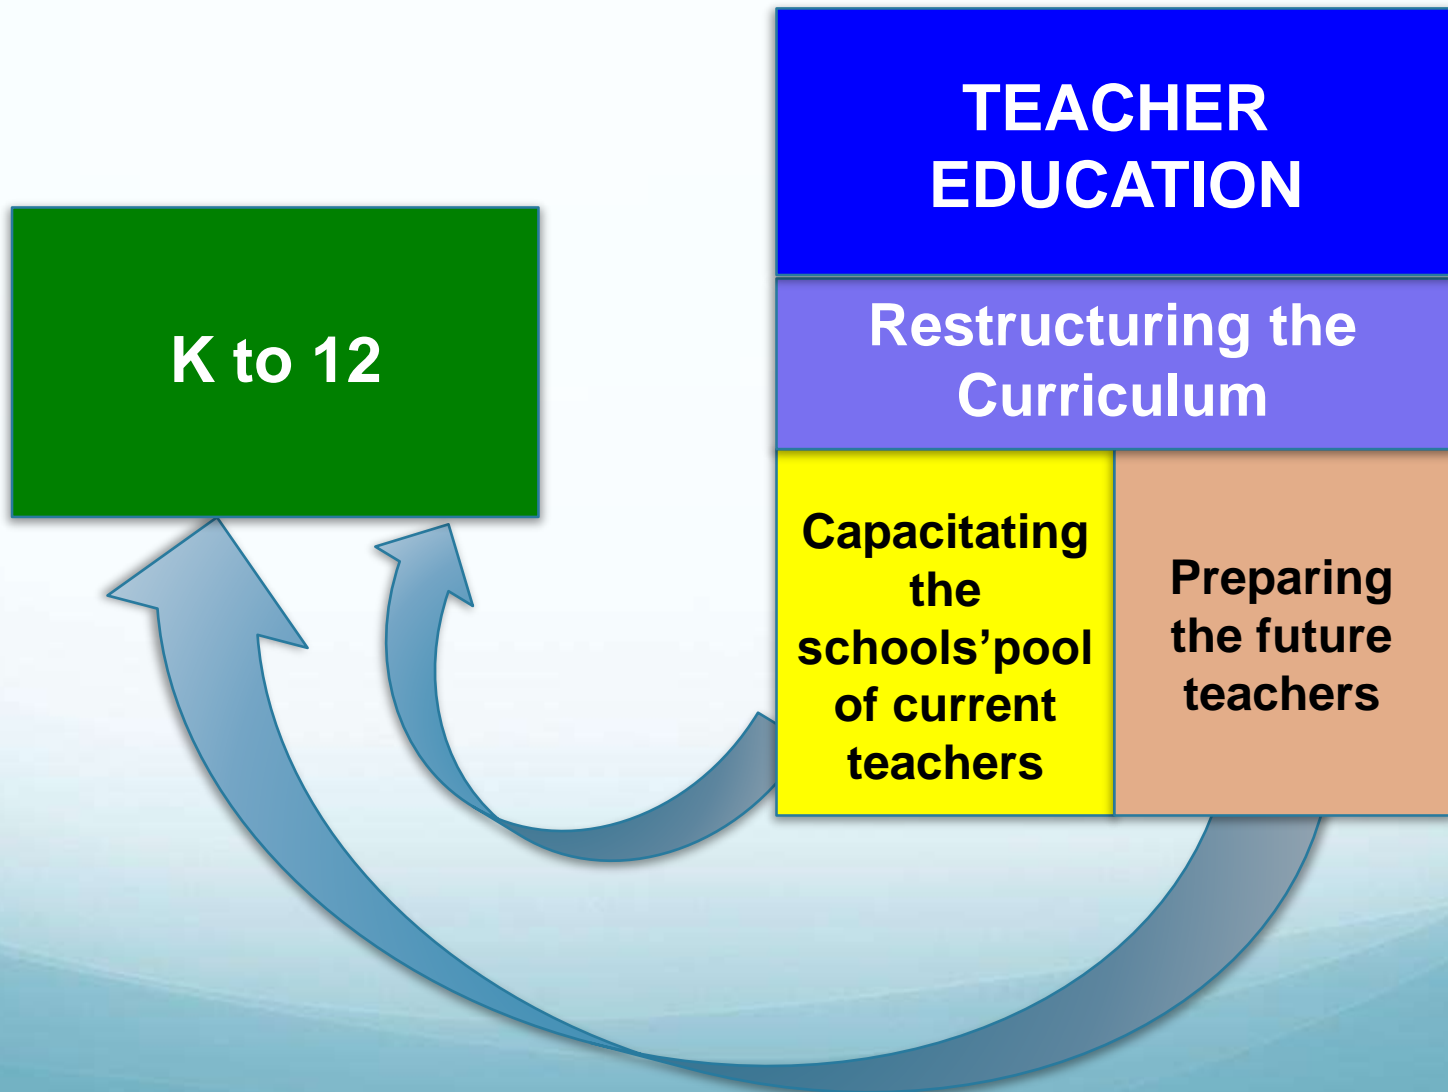 TEACHER
EDUCATION
K to 12
Restructuring the
Curriculum
Capacitating
the
schools’pool
of current
teachers
Preparing
the future
teachers